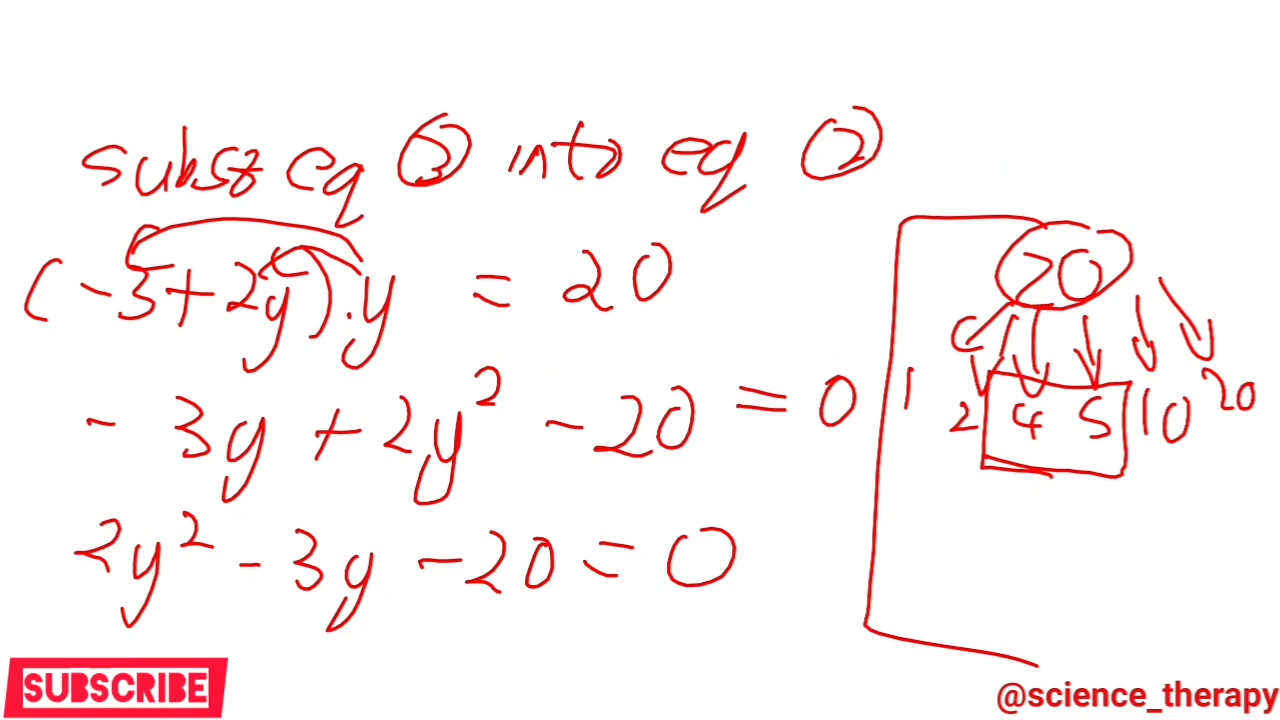 subst eq ③ into eq ②
(-3+2y).y = 20
-3y + 2y² - 20 = 0
2y² - 3y - 20 = 0
20
1 2 4 5 10 20
SUBSCRIBE
@science_therapy